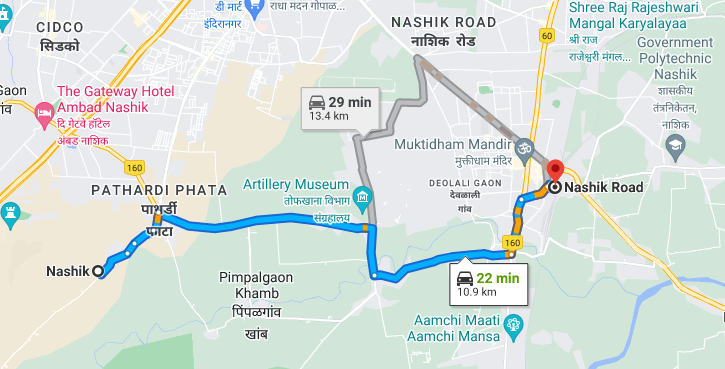 डी मार्ट
इंदिरानगर
राधा मदन गोपाल...
Shree Raj Rajeshwari
Mangal Karyalaya
श्री राज
राजेश्वरी मंगल...
CIDCO
सिडको
NASHIK ROAD
नाशिक रोड
60
Government
Polytechnic
Nashik
शासकीय
तंत्रनिकेतन,
नाशिक
Gaon
गांव
The Gateway Hotel
Ambad Nashik
दि गेटवे हॉटेल
अंबड नाशिक
29 min
13.4 km
Muktidham Mandir
मुक्तीधाम मंदिर
160
PATHARDI PHATA
पाथर्डी
फाटा
Artillery Museum
तोफखाना विभाग
संग्रहालय
DEOLALI GAON
देवळाली
गांव
60
Nashik Road
160
Nashik
Pimpalgaon
Khamb
पिंपळगांव
खांब
22 min
10.9 km
Aamchi Maati
Aamchi Mansa